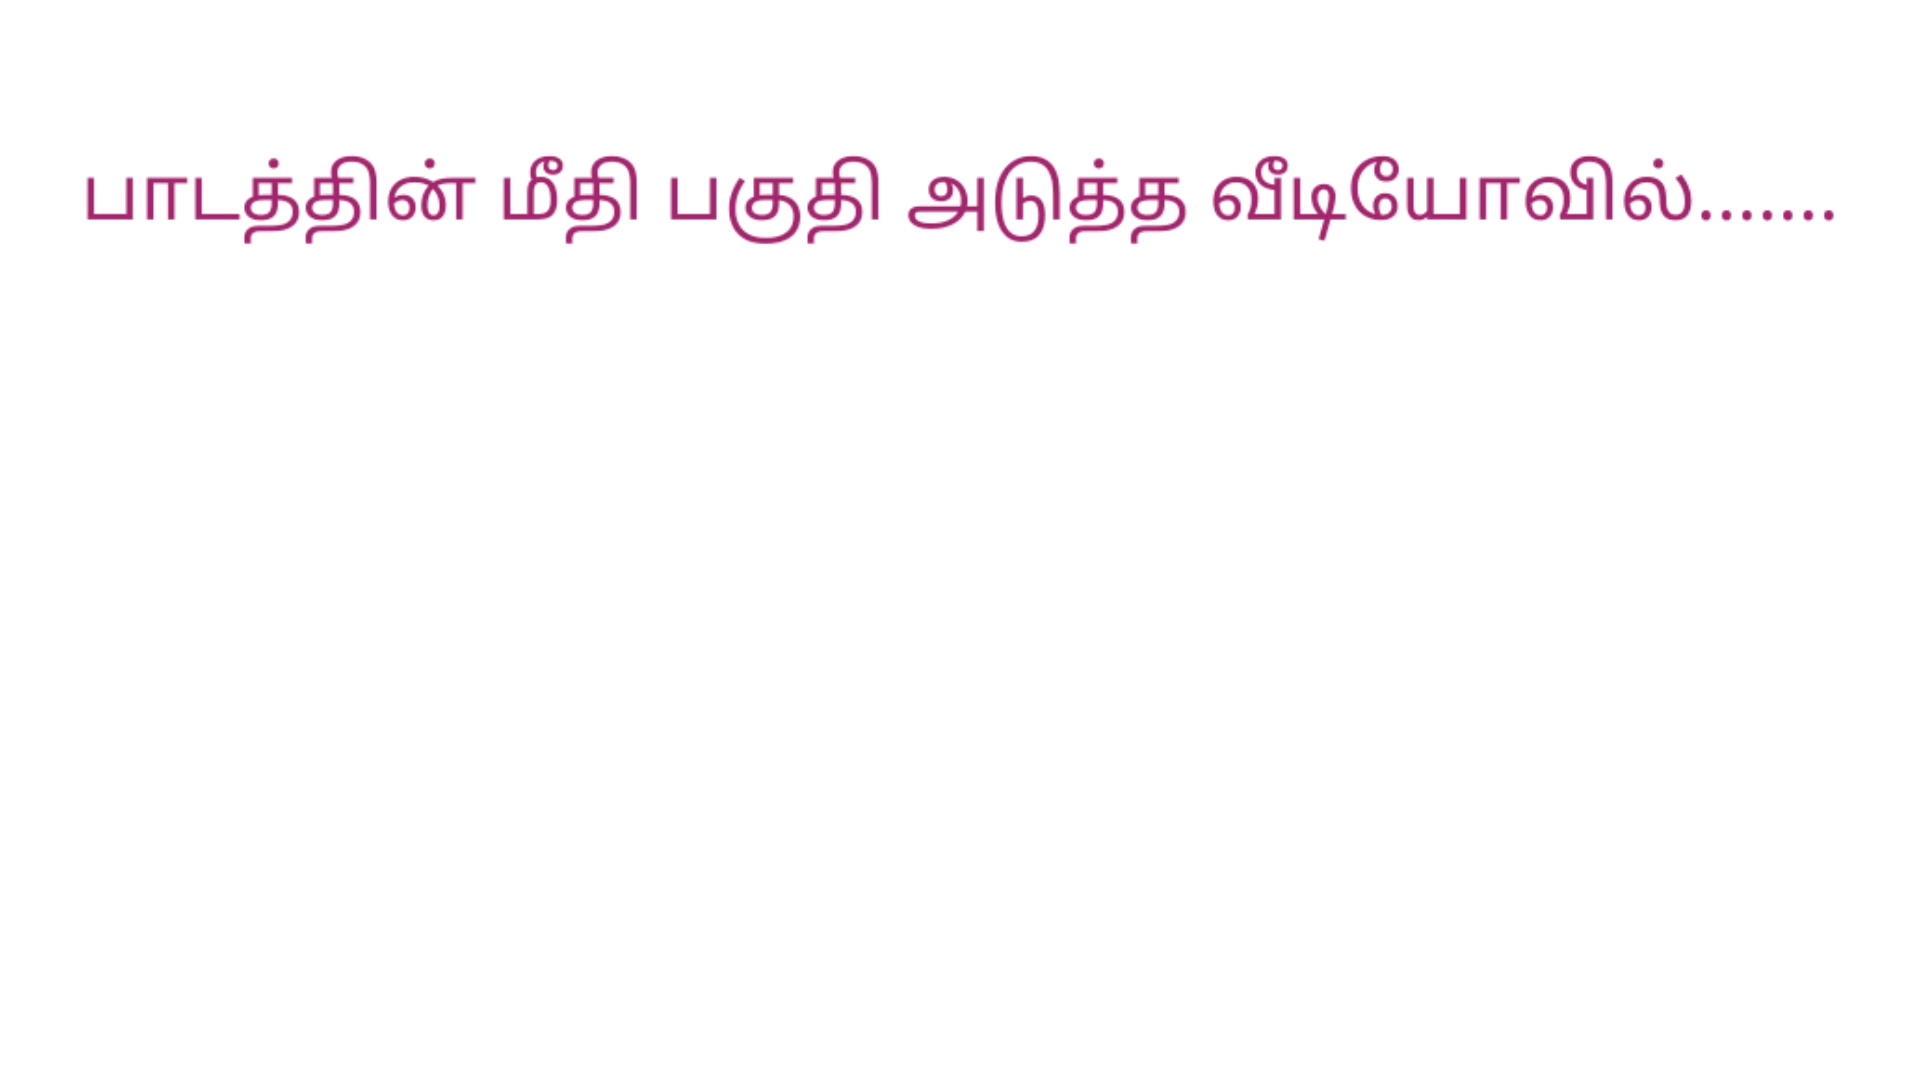 பாடத்தின் மீதி பகுதி அடுத்த வீடியோவில்.......